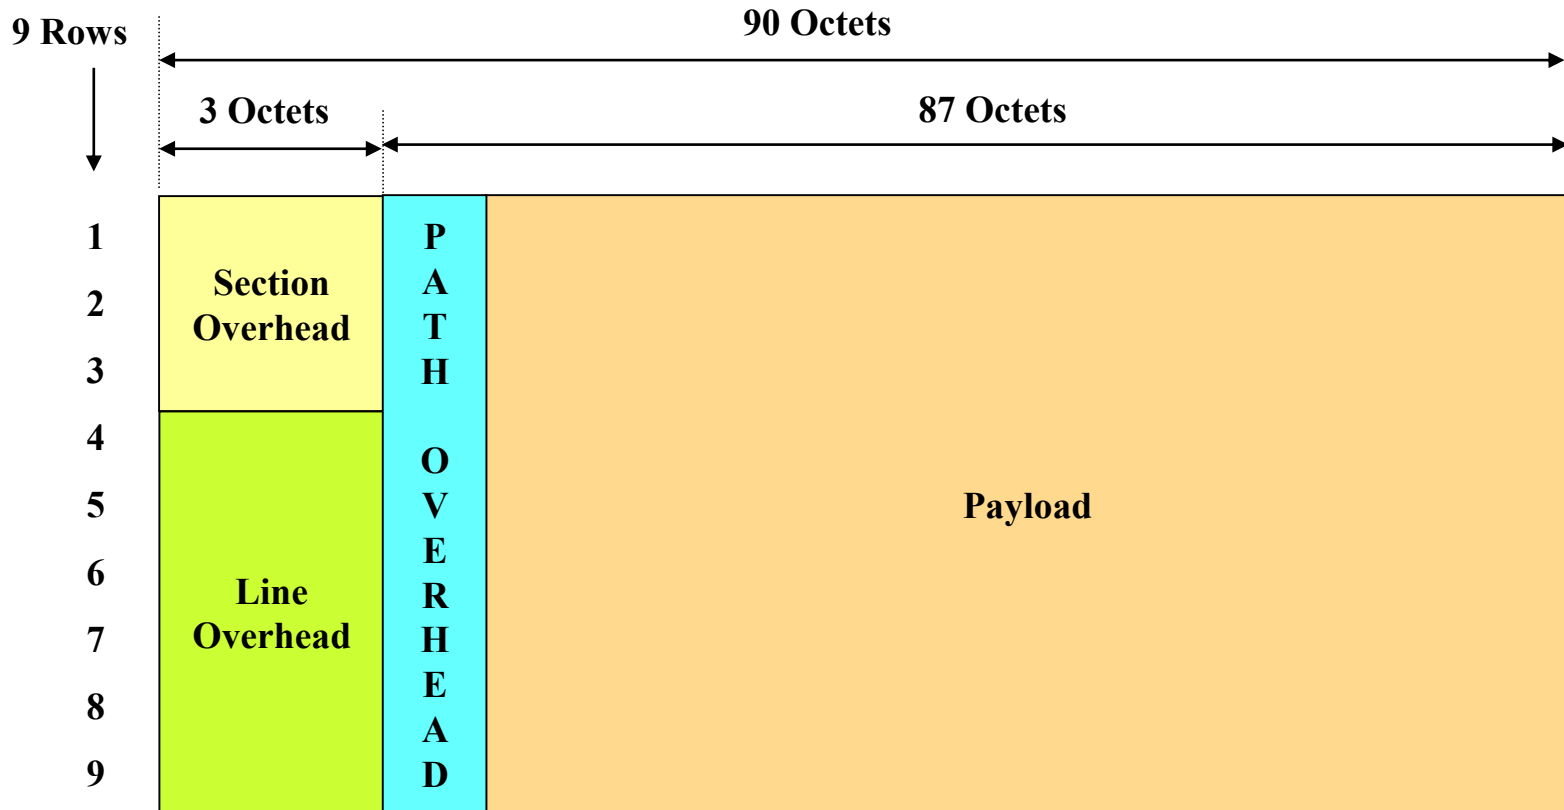 90 Octets
9 Rows
3 Octets
87 Octets
1
2
3
4
5
6
7
8
9
Section
Overhead
Line
Overhead
P
A
T
H
O
V
E
R
H
E
A
D
Payload